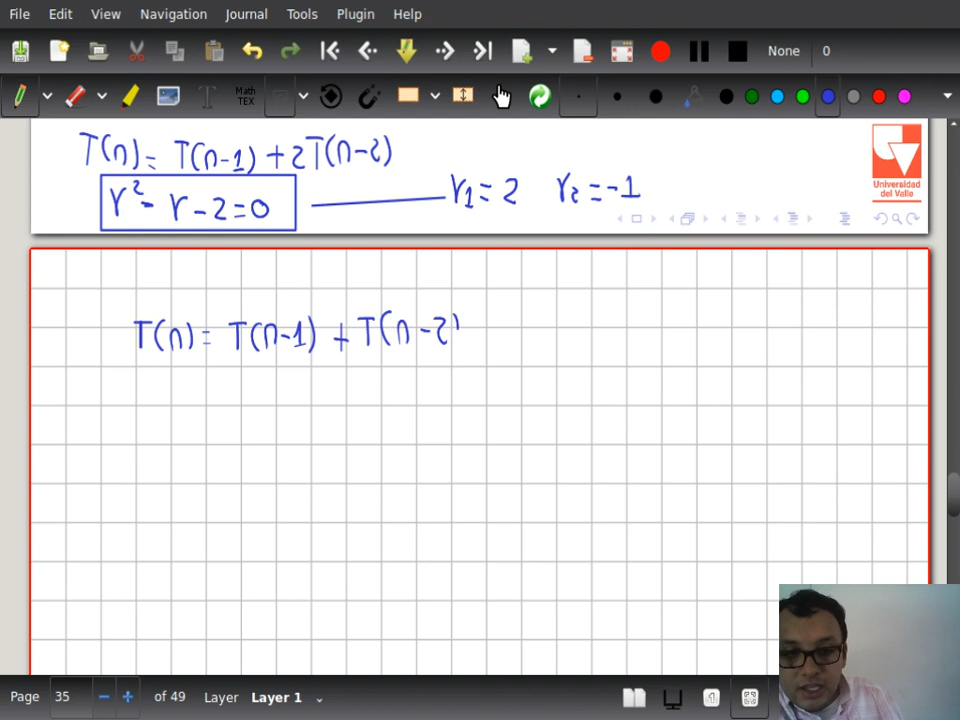 File Edit View Navigation Journal Tools Plugin Help
None 0
Math TEX
T(n) = T(n-1) + 2T(n-2)
r² - r - 2 = 0 r1 = 2 r2 = -1
Universidad
del Valle
T(n) = T(n-1) + T(n-2)
Page 35 of 49 Layer Layer 1